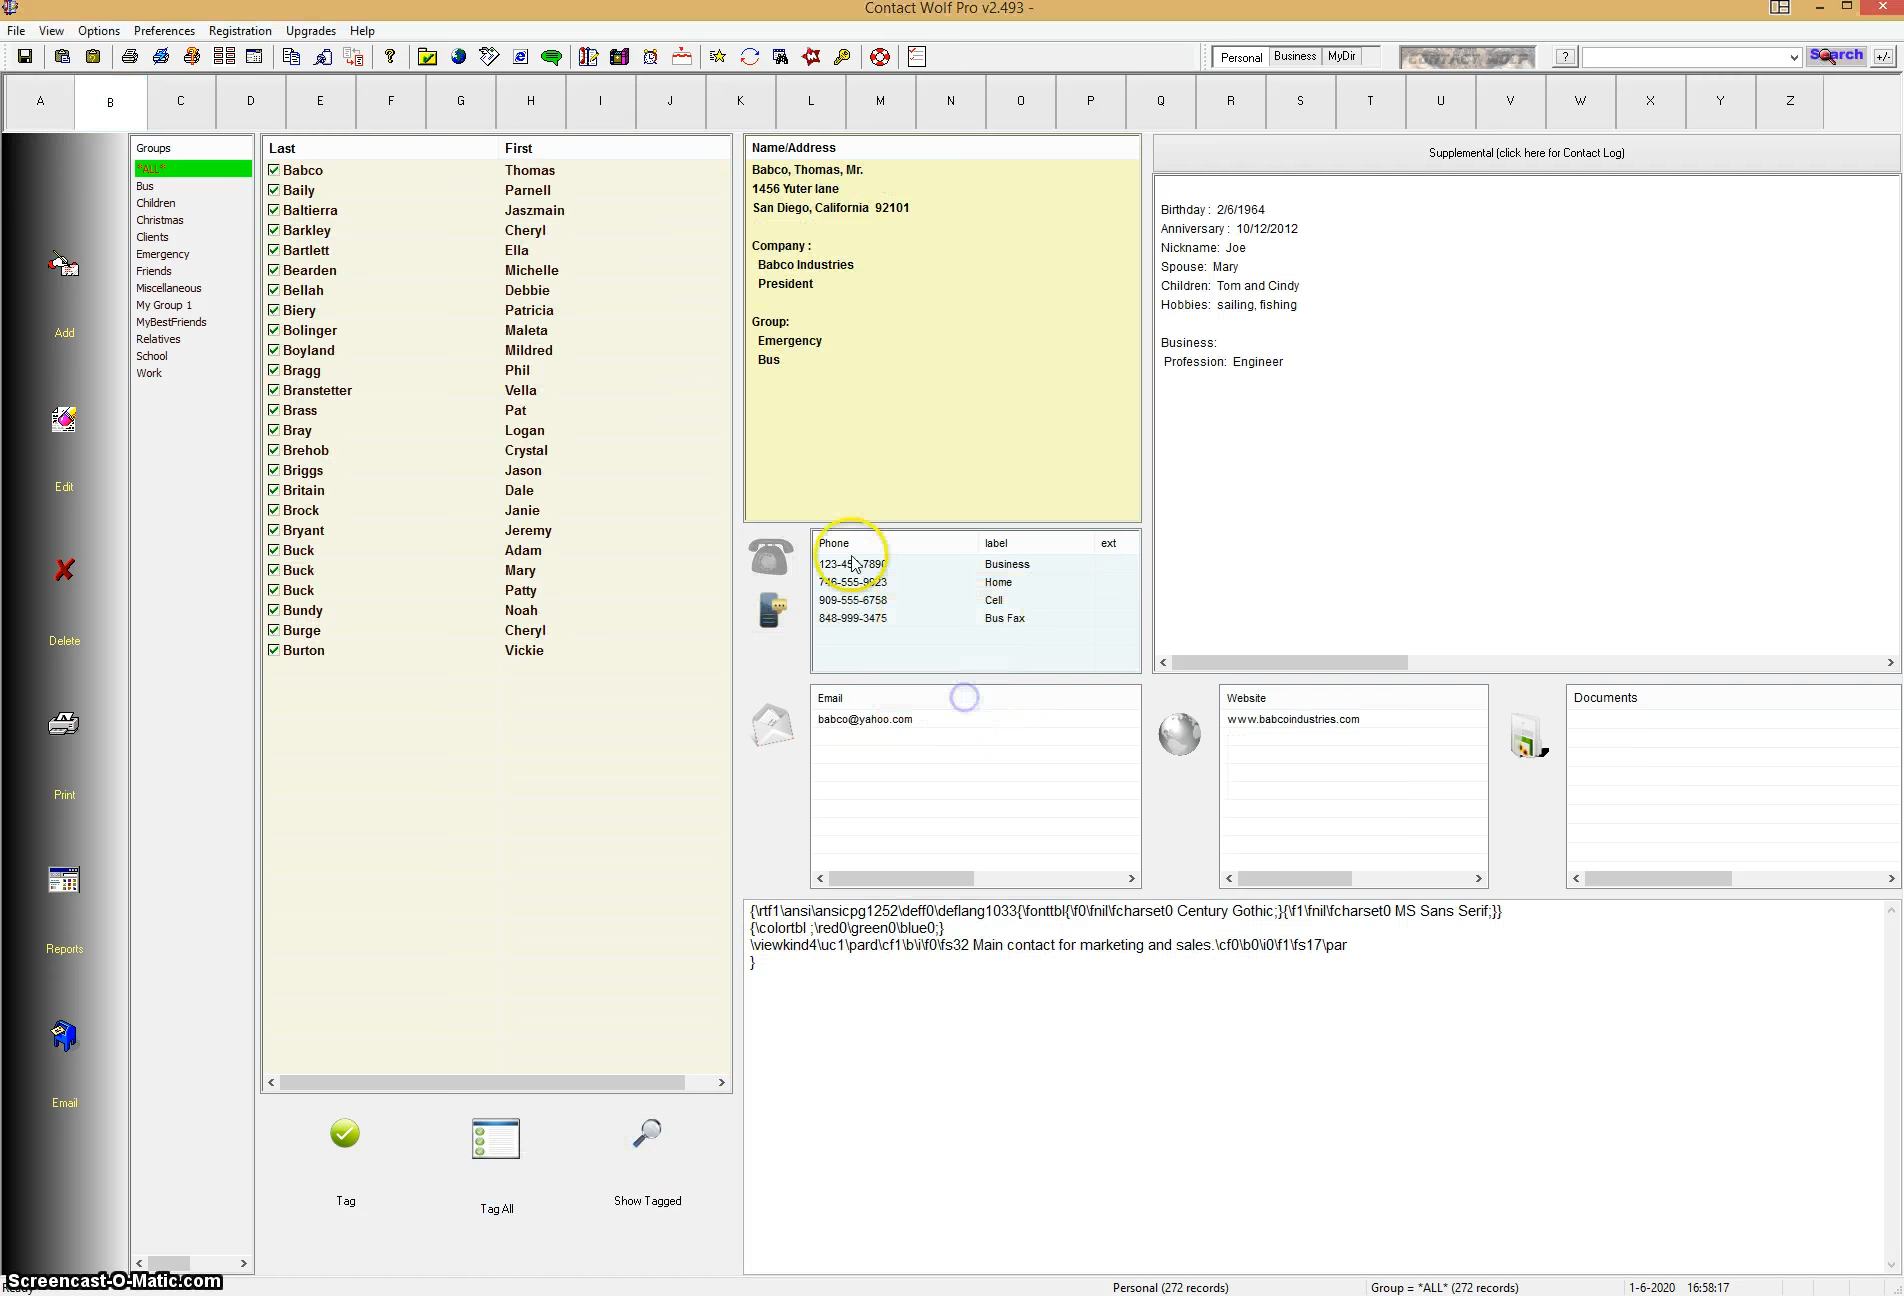 Contact Wolf Pro v2.493 -
File View Options Preferences Registration Upgrades Help
Personal Business MyDir CONTACT WOLF ? Search +/-
A B C D E F G H I J K L M N O P Q R S T U V W X Y Z
Groups
*ALL*
Bus
Children
Christmas
Clients
Emergency
Friends
Miscellaneous
My Group 1
MyBestFriends
Relatives
School
Work
Add
Edit
Delete
Print
Reports
Email
Last First
Babco Thomas
Baily Parnell
Baltierra Jaszmain
Barkley Cheryl
Bartlett Ella
Bearden Michelle
Bellah Debbie
Biery Patricia
Bolinger Maleta
Boyland Mildred
Bragg Phil
Branstetter Vella
Brass Pat
Bray Logan
Brehob Crystal
Briggs Jason
Britain Dale
Brock Janie
Bryant Jeremy
Buck Adam
Buck Mary
Buck Patty
Bundy Noah
Burge Cheryl
Burton Vickie
Tag
Tag All
Show Tagged
Name/Address
Babco, Thomas, Mr.
1456 Yuter lane
San Diego, California 92101
Company :
Babco Industries
President
Group:
Emergency
Bus
Supplemental (click here for Contact Log)
Birthday : 2/6/1964
Anniversary : 10/12/2012
Nickname: Joe
Spouse: Mary
Children: Tom and Cindy
Hobbies: sailing, fishing
Business:
Profession: Engineer
Phone label ext
Business
746-555-9923 Home
909-555-6758 Cell
848-999-3475 Bus Fax
Email
babco@yahoo.com
Website
www.babcoindustries.com
Documents
{\rtf1\ansi\ansicpg1252\deff0\deflang1033{\fonttbl{\f0\fnil\fcharset0 Century Gothic;}{\f1\fnil\fcharset0 MS Sans Serif;}}
{\colortbl ;\red0\green0\blue0;}
\viewkind4\uc1\pard\cf1\b\i\f0\fs32 Main contact for marketing and sales.\cf0\b0\i0\f1\fs17\par
}
Screencast-O-Matic.com
Personal (272 records) Group = *ALL* (272 records) 1-6-2020 16:58:17